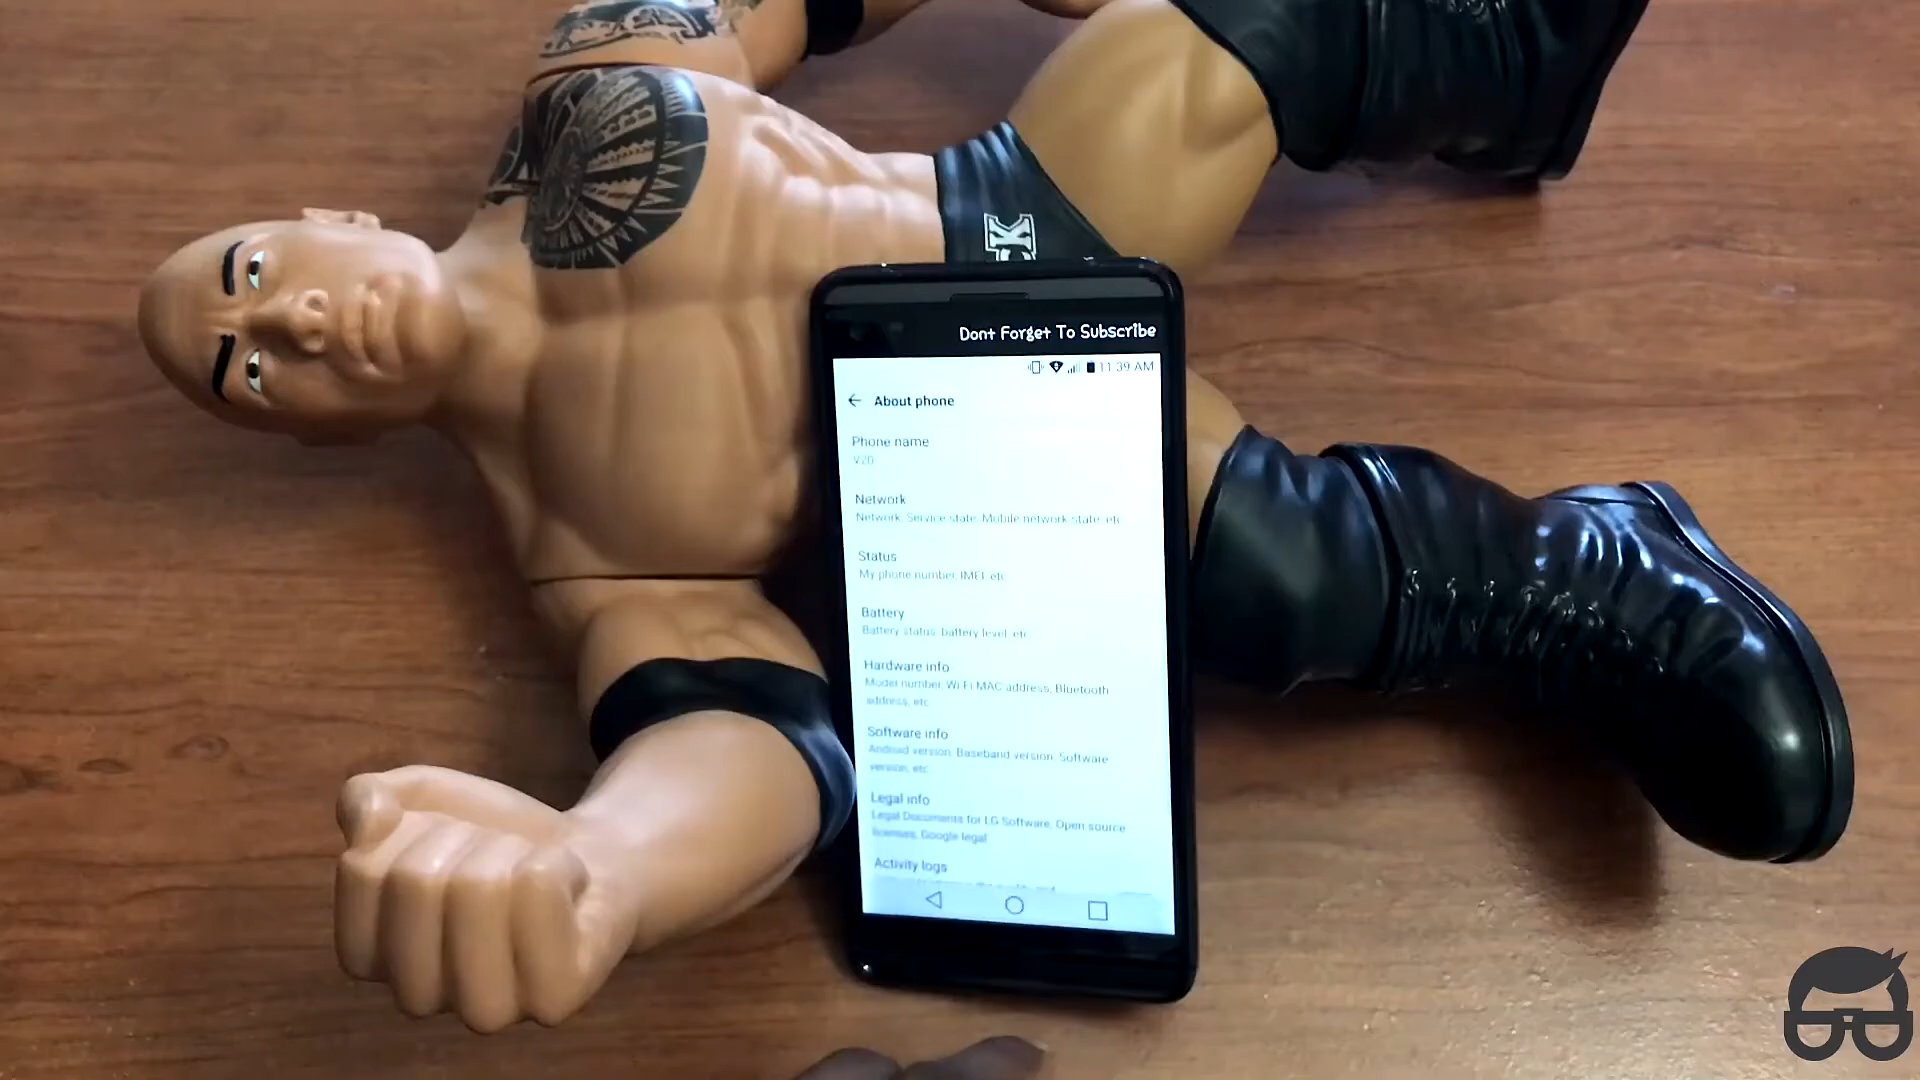 CK
Dont Forget To Subscribe
11:39 AM
About phone
Phone name
V20
Network
Network, Service state, Mobile network state, etc
Status
My phone number, IMEI, etc
Battery
Battery status, battery level, etc
Hardware info
Model number, Wi-Fi MAC address, Bluetooth
address, etc
Software info
Android version, Baseband version, Software
version, etc
Legal info
Legal Documents for LG Software, Open source
licenses, Google legal
Activity logs